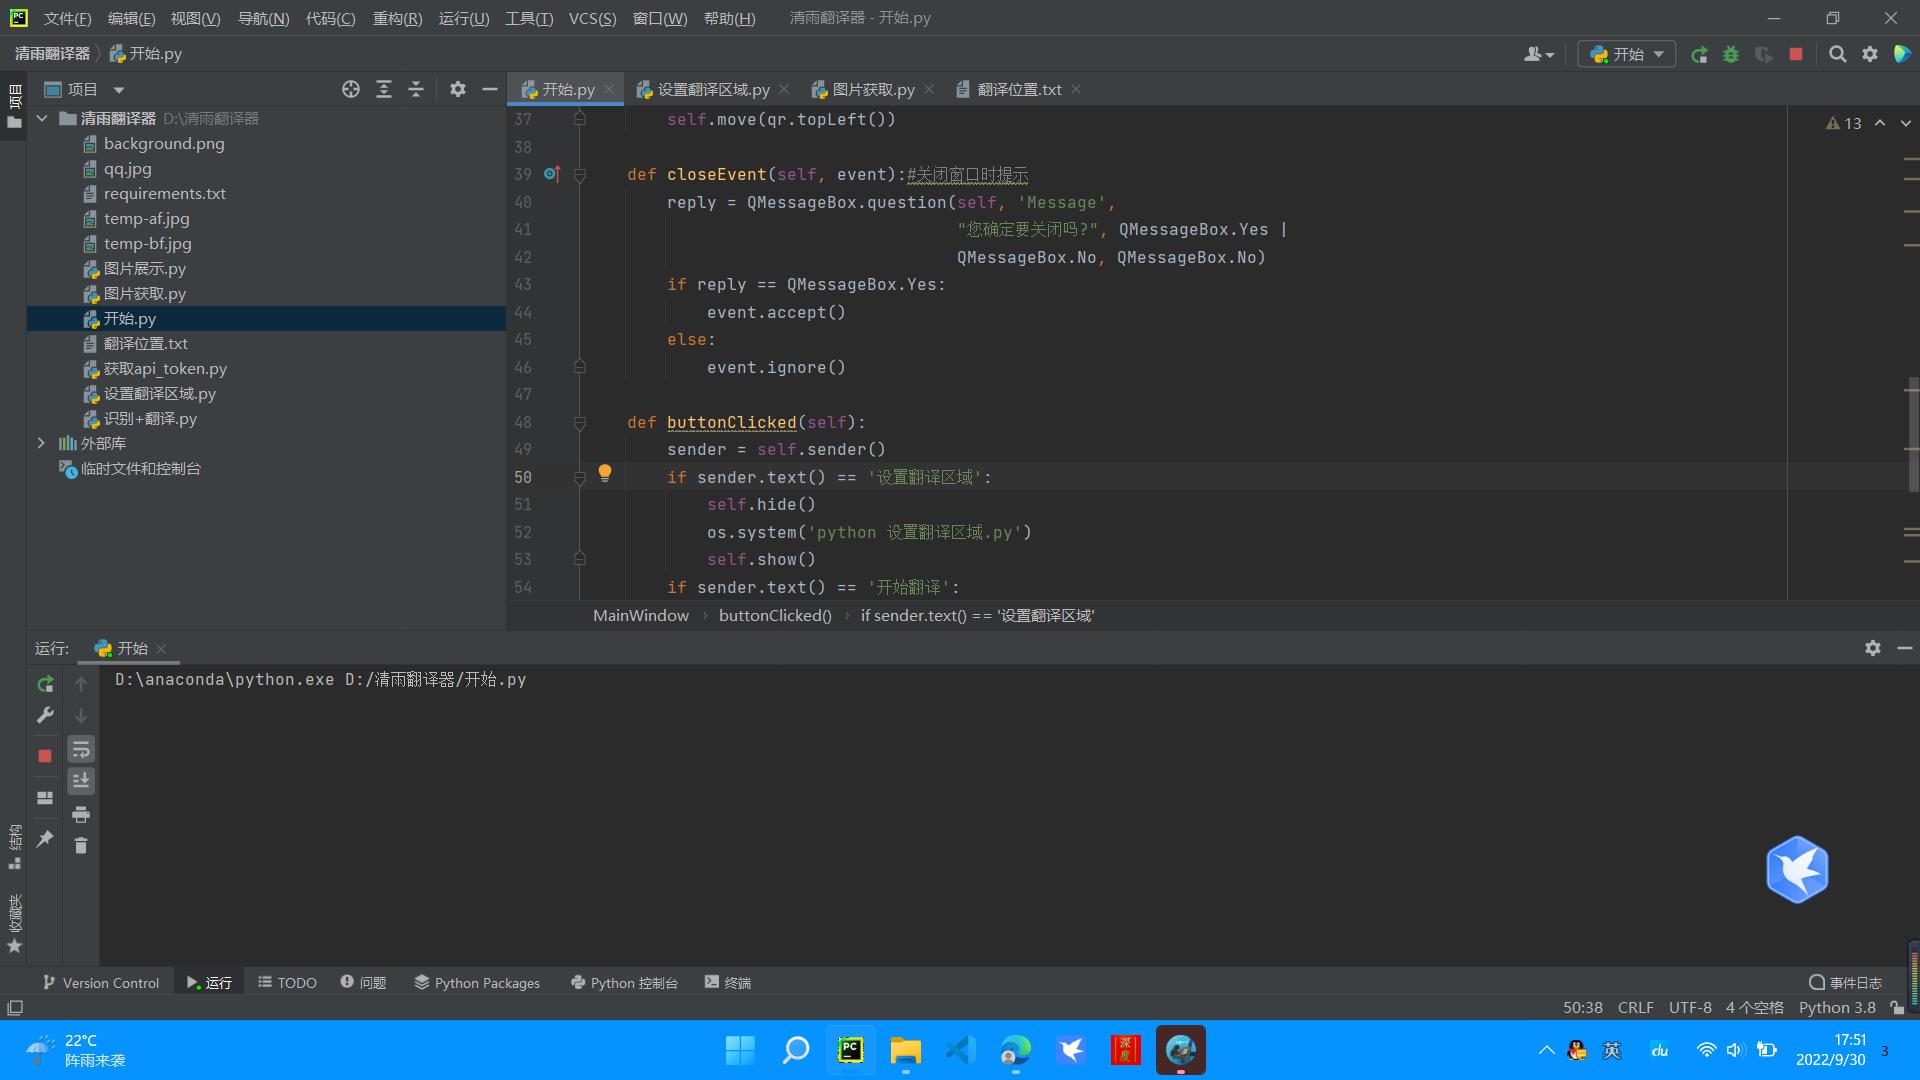 文件(F) 编辑(E) 视图(V) 导航(N) 代码(C) 重构(R) 运行(U) 工具(T) VCS(S) 窗口(W) 帮助(H) 清雨翻译器 - 开始.py
清雨翻译器 开始.py
开始
项目
项目
开始.py 设置翻译区域.py 图片获取.py 翻译位置.txt
清雨翻译器 D:\清雨翻译器
background.png
qq.jpg
requirements.txt
temp-af.jpg
temp-bf.jpg
图片展示.py
图片获取.py
开始.py
翻译位置.txt
获取api_token.py
设置翻译区域.py
识别+翻译.py
外部库
临时文件和控制台
13
37 self.move(qr.topLeft())
38
39 def closeEvent(self, event):#关闭窗口时提示
40 reply = QMessageBox.question(self, 'Message',
41 "您确定要关闭吗?", QMessageBox.Yes |
42 QMessageBox.No, QMessageBox.No)
43 if reply == QMessageBox.Yes:
44 event.accept()
45 else:
46 event.ignore()
47
48 def buttonClicked(self):
49 sender = self.sender()
50 if sender.text() == '设置翻译区域':
51 self.hide()
52 os.system('python 设置翻译区域.py')
53 self.show()
54 if sender.text() == '开始翻译':
MainWindow buttonClicked() if sender.text() == '设置翻译区域'
运行: 开始
D:\anaconda\python.exe D:/清雨翻译器/开始.py
结构
收藏夹
Version Control 运行 TODO 问题 Python Packages Python 控制台 终端 事件日志
50:38 CRLF UTF-8 4 个空格 Python 3.8
22°C
阵雨来袭
PC
深度
英
du
17:51
2022/9/30
3